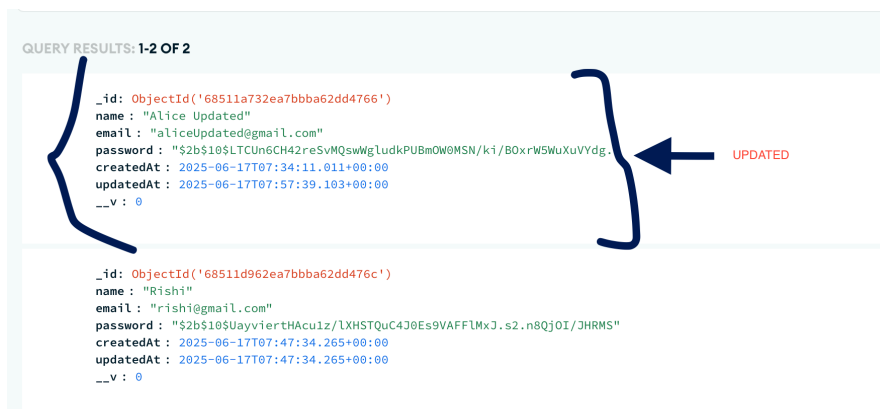 QUERY RESULTS: 1-2 OF 2
_id: ObjectId('68511a732ea7bbba62dd4766')
name : "Alice Updated"
email : "aliceUpdated@gmail.com"
password : "$2b$10$LTCUn6CH42reSvMQswWgludkPUBmOW0MSN/ki/BOxrW5WuXuVYdg.
UPDATED
createdAt : 2025-06-17T07:34:11.011+00:00
updatedAt : 2025-06-17T07:57:39.103+00:00
__v : 0
_id: ObjectId('68511d962ea7bbba62dd476c')
name : "Rishi"
email : "rishi@gmail.com"
password : "$2b$10$UayviertHAcu1z/lXHSTQuC4J0Es9VAFFlMxJ.s2.n8QjOI/JHRMS"
createdAt : 2025-06-17T07:47:34.265+00:00
updatedAt : 2025-06-17T07:47:34.265+00:00
__v : 0